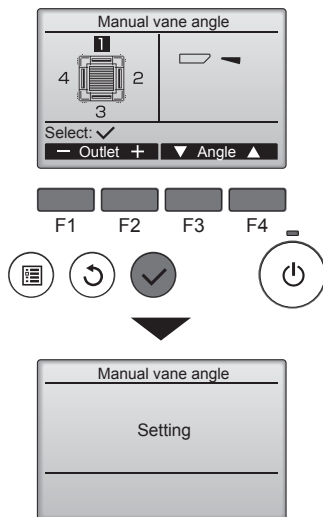 Manual vane angle
1
4 2
3
Select: ✓
− Outlet + ▼ Angle ▲
F1 F2 F3 F4
Manual vane angle
Setting